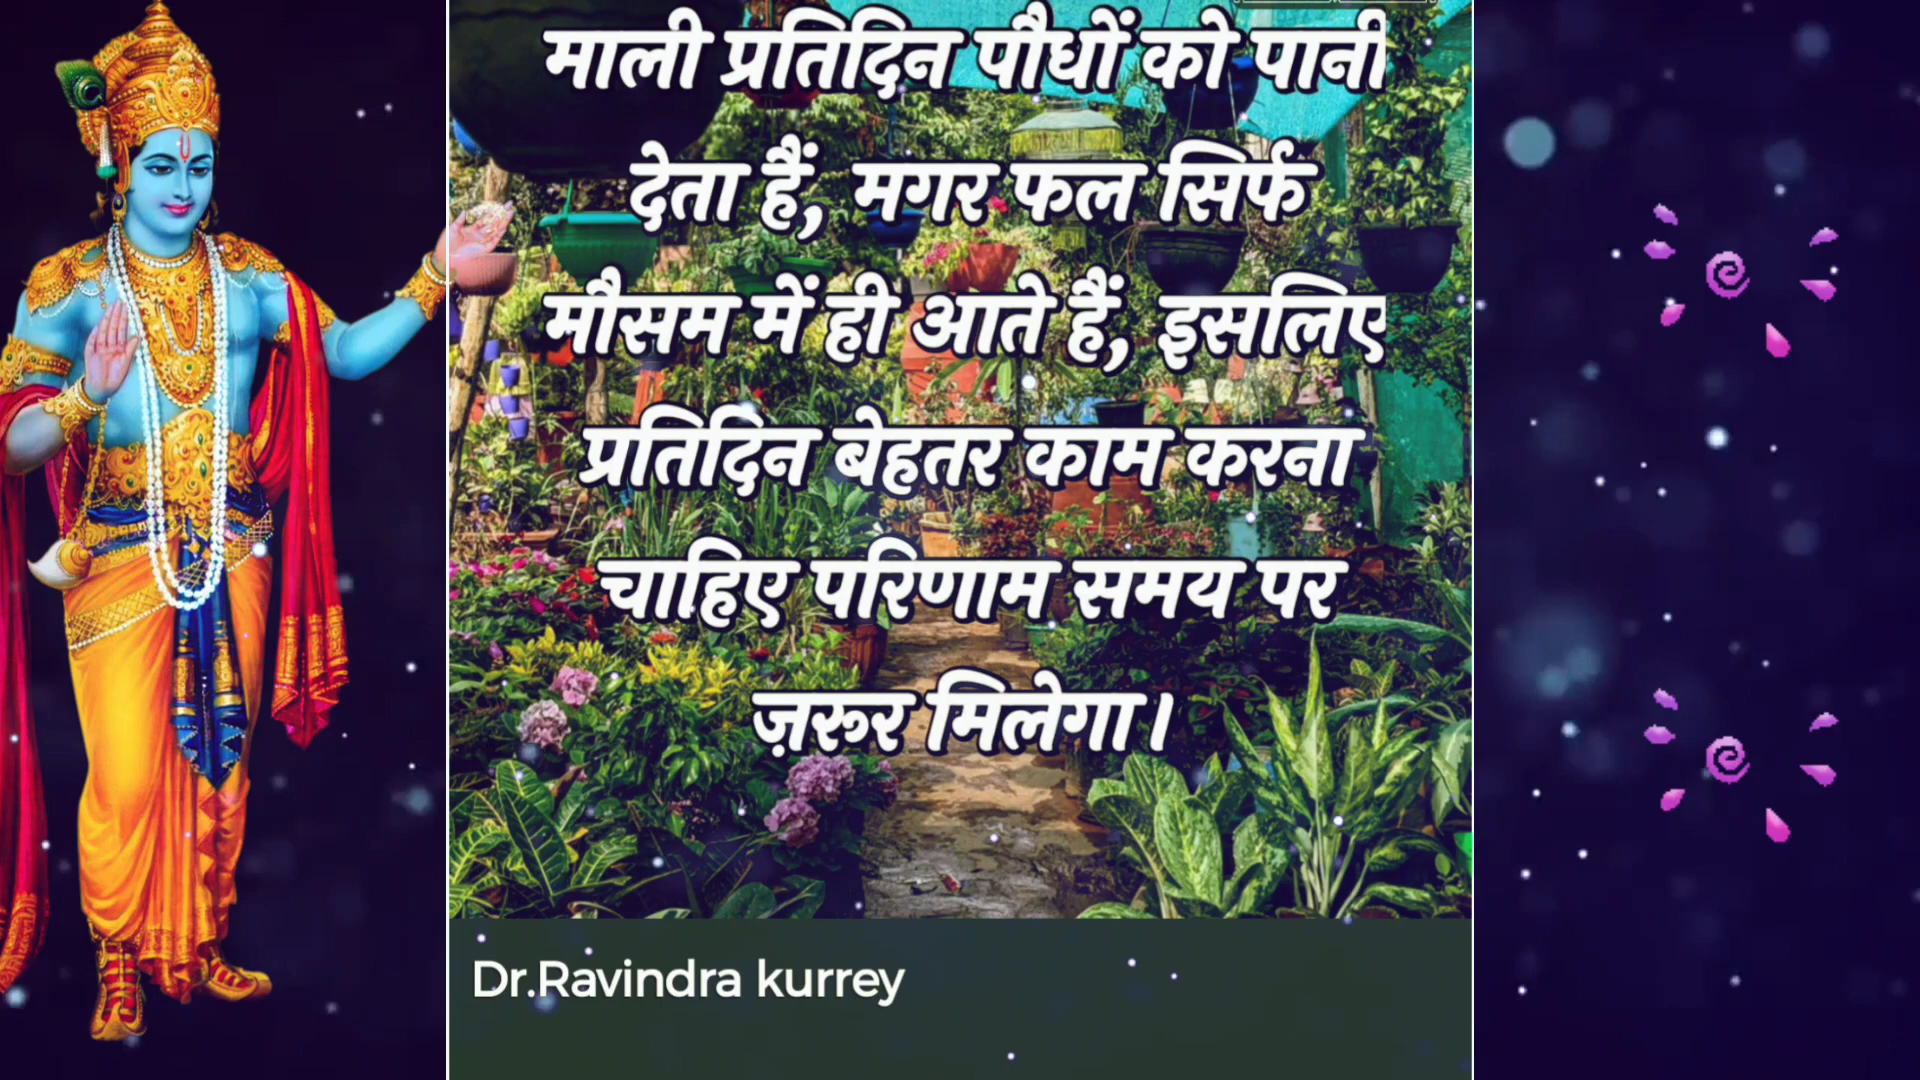 माली प्रतिदिन पौधों को पानी
देता हैं, मगर फल सिर्फ
मौसम में ही आते हैं, इसलिए
प्रतिदिन बेहतर काम करना
चाहिए परिणाम समय पर
ज़रूर मिलेगा।
Dr.Ravindra kurrey